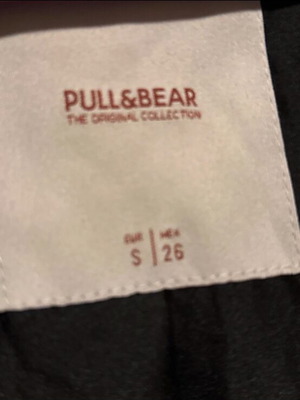 PULL&BEAR
THE ORIGINAL COLLECTION
EUR | MEX
S | 26